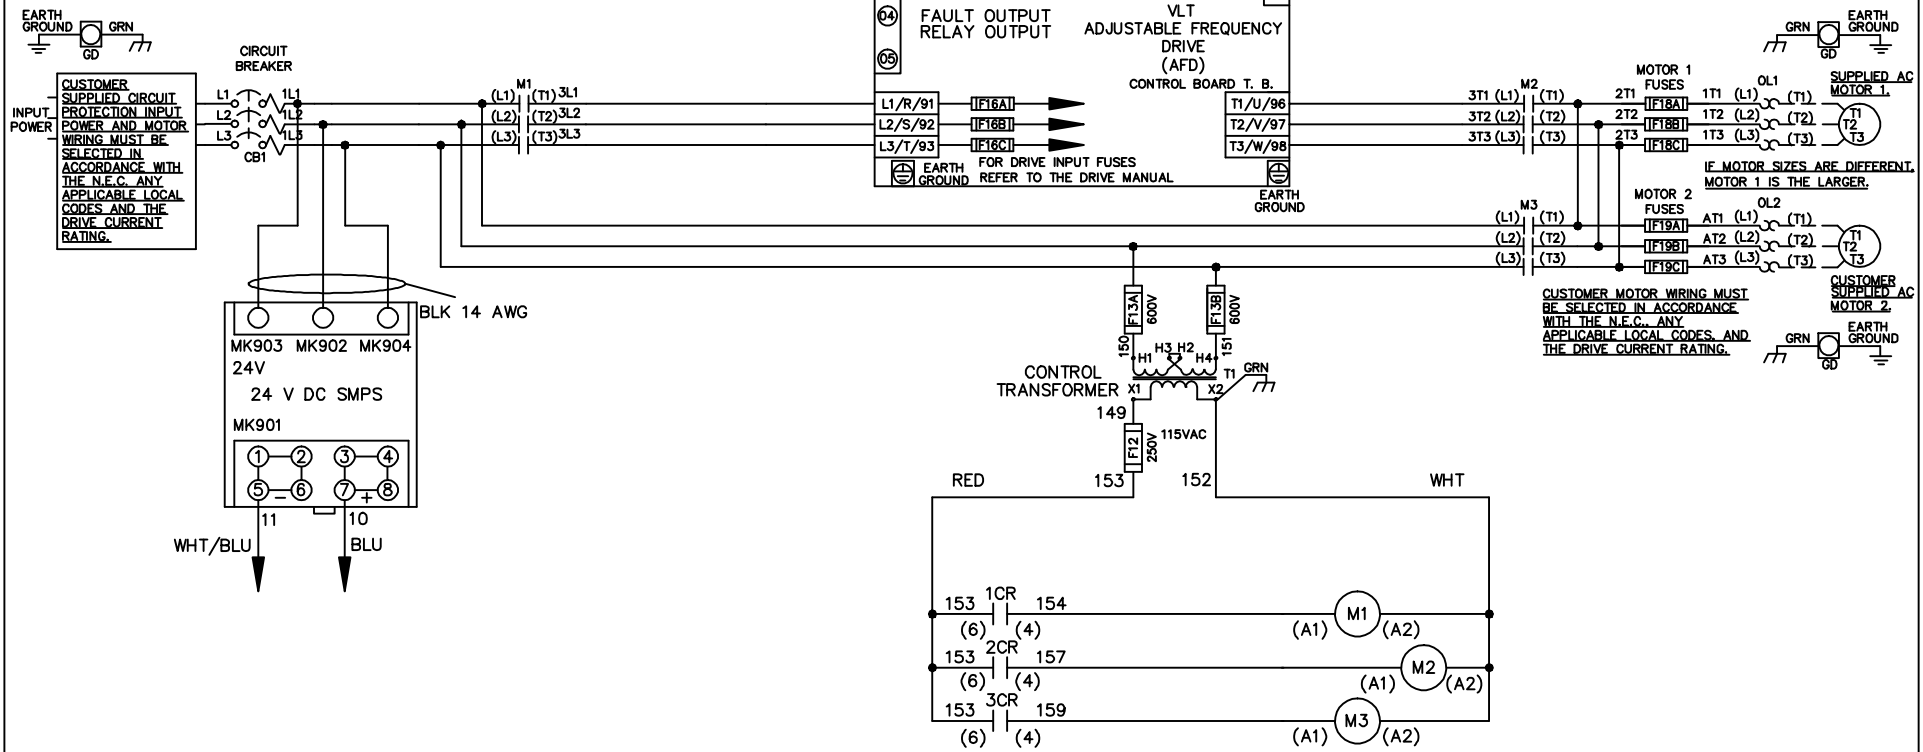 EARTH
GROUND
GRN
GD
CIRCUIT
BREAKER
INPUT
POWER
CUSTOMER
SUPPLIED CIRCUIT
PROTECTION INPUT
POWER AND MOTOR
WIRING MUST BE
SELECTED IN
ACCORDANCE WITH
THE N.E.C. ANY
APPLICABLE LOCAL
CODES AND THE
DRIVE CURRENT
RATING.
L1 1L1
L2 1L2
L3 1L3
CB1
M1
(L1) (T1) 3L1
(L2) (T2) 3L2
(L3) (T3) 3L3
04 FAULT OUTPUT
RELAY OUTPUT
05
VLT
ADJUSTABLE FREQUENCY
DRIVE
(AFD)
CONTROL BOARD T. B.
L1/R/91 F16A T1/U/96
L2/S/92 F16B T2/V/97
L3/T/93 F16C T3/W/98
EARTH
GROUND
FOR DRIVE INPUT FUSES
REFER TO THE DRIVE MANUAL
EARTH
GROUND
M2
3T1 (L1) (T1)
3T2 (L2) (T2)
3T3 (L3) (T3)
MOTOR 1
FUSES
2T1 F18A 1T1 (L1) (T1)
2T2 F18B 1T2 (L2) (T2)
2T3 F18C 1T3 (L3) (T3)
OL1
GRN
GD
EARTH
GROUND
SUPPLIED AC
MOTOR 1.
T1
T2
T3
IF MOTOR SIZES ARE DIFFERENT,
MOTOR 1 IS THE LARGER.
M3
(L1) (T1)
(L2) (T2)
(L3) (T3)
MOTOR 2
FUSES
OL2
F19A AT1 (L1) (T1)
F19B AT2 (L2) (T2)
F19C AT3 (L3) (T3)
T1
T2
T3
CUSTOMER
SUPPLIED AC
MOTOR 2.
CUSTOMER MOTOR WIRING MUST
BE SELECTED IN ACCORDANCE
WITH THE N.E.C., ANY
APPLICABLE LOCAL CODES, AND
THE DRIVE CURRENT RATING.
GRN
GD
EARTH
GROUND
BLK 14 AWG
MK903 MK902 MK904
24V
24 V DC SMPS
MK901
1 2 3 4
5 - 6 7 + 8
11 10
WHT/BLU BLU
F13A 600V F13B 600V
150 151
H1 H3 H2 H4
CONTROL
TRANSFORMER
T1
X1 X2
GRN
149
F12 250V
115VAC
RED 153 152 WHT
1CR
153 154
(6) (4)
M1
(A1) (A2)
2CR
153 157
(6) (4)
M2
(A1) (A2)
3CR
153 159
(6) (4)
M3
(A1) (A2)